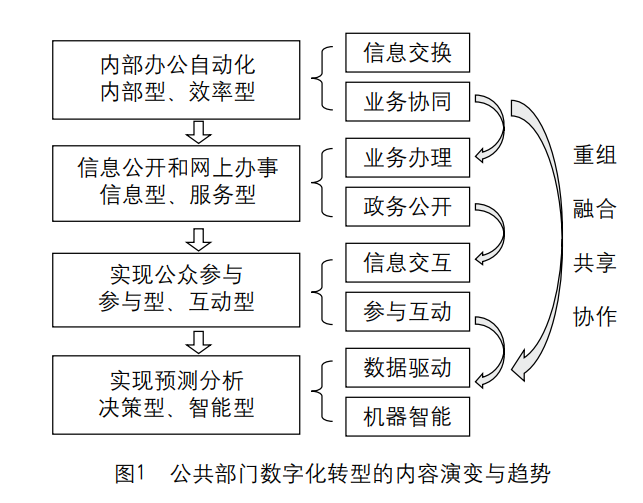 内部办公自动化
内部型、效率型
信息交换
业务协同
信息公开和网上办事
信息型、服务型
业务办理
政务公开
实现公众参与
参与型、互动型
信息交互
参与互动
实现预测分析
决策型、智能型
数据驱动
机器智能
重组
融合
共享
协作
图1 公共部门数字化转型的内容演变与趋势